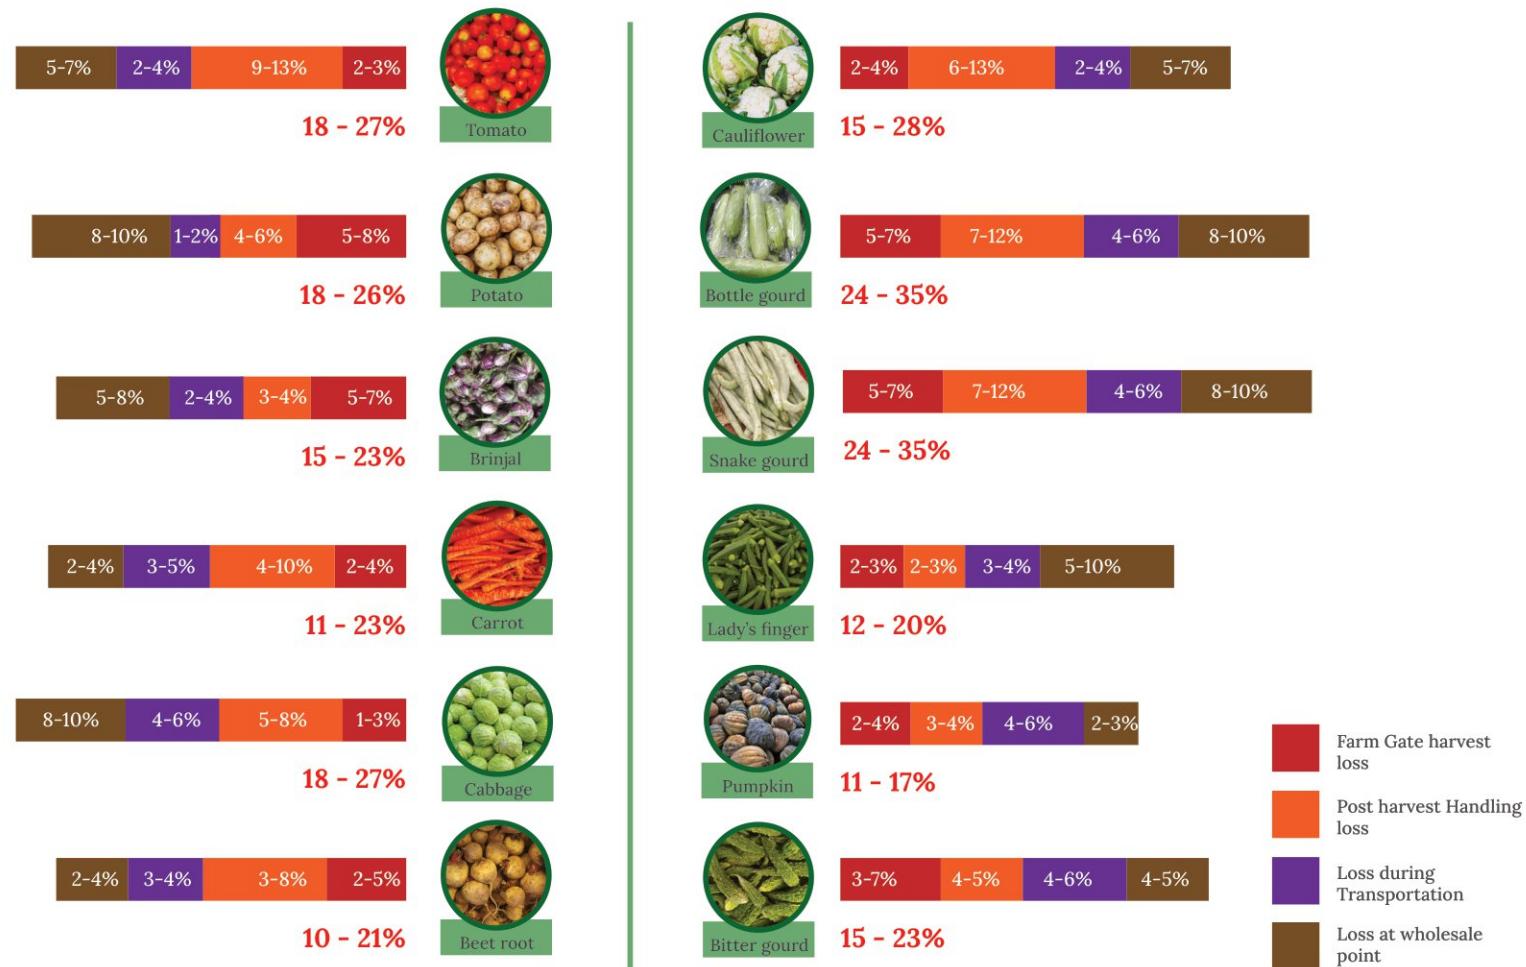 5-7% 2-4% 9-13% 2-3%
18 - 27%
Tomato
8-10% 1-2% 4-6% 5-8%
18 - 26%
Potato
5-8% 2-4% 3-4% 5-7%
15 - 23%
Brinjal
2-4% 3-5% 4-10% 2-4%
11 - 23%
Carrot
8-10% 4-6% 5-8% 1-3%
18 - 27%
Cabbage
2-4% 3-4% 3-8% 2-5%
10 - 21%
Beet root
2-4% 6-13% 2-4% 5-7%
Cauliflower
15 - 28%
5-7% 7-12% 4-6% 8-10%
Bottle gourd
24 - 35%
5-7% 7-12% 4-6% 8-10%
24 - 35%
Snake gourd
2-3% 2-3% 3-4% 5-10%
Lady's finger
12 - 20%
2-4% 3-4% 4-6% 2-3%
11 - 17%
Pumpkin
3-7% 4-5% 4-6% 4-5%
15 - 23%
Bitter gourd
Farm Gate harvest
loss
Post harvest Handling
loss
Loss during
Transportation
Loss at wholesale
point